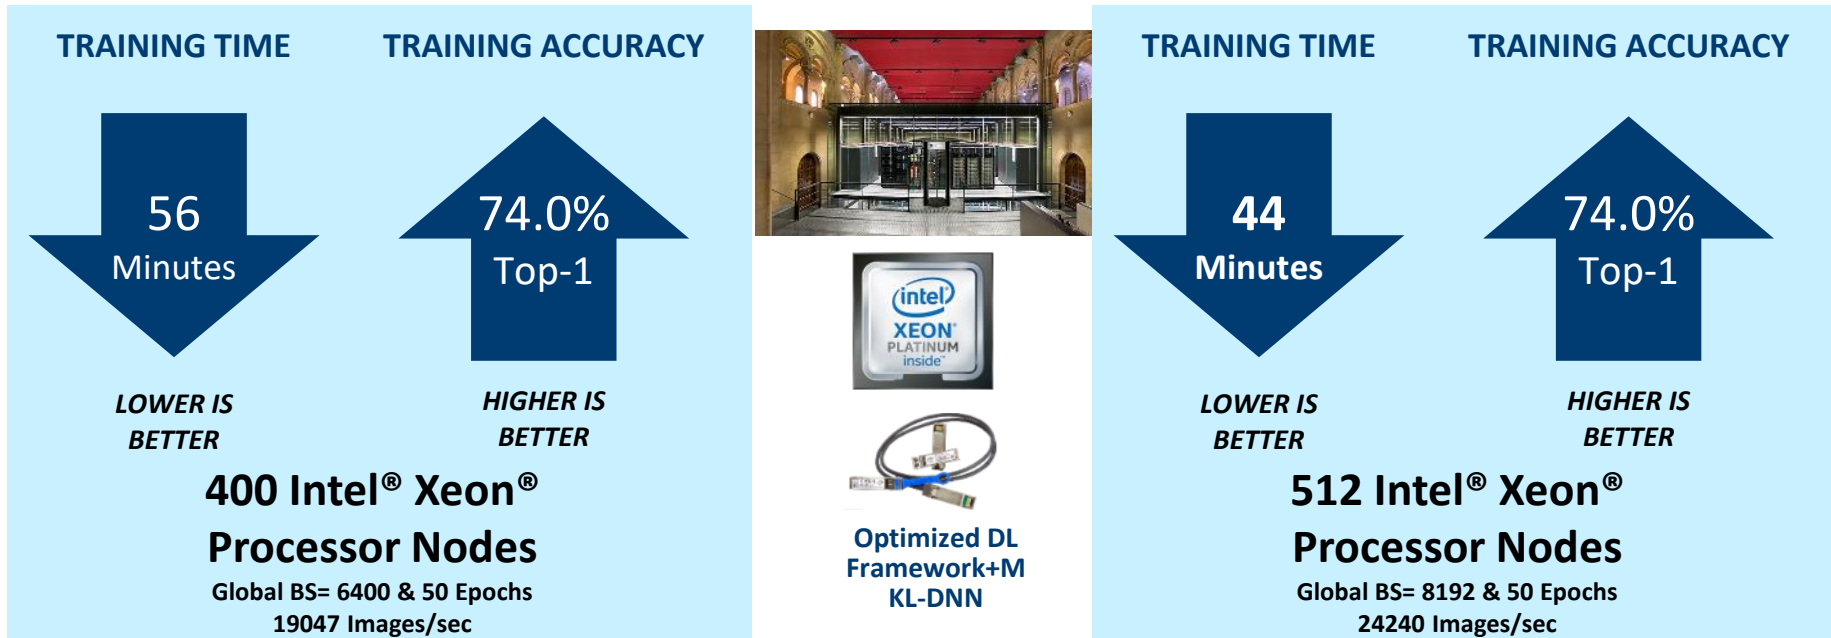 TRAINING TIME
TRAINING ACCURACY
56
Minutes
74.0%
Top-1
LOWER IS
BETTER
HIGHER IS
BETTER
400 Intel® Xeon®
Processor Nodes
Global BS= 6400 & 50 Epochs
19047 Images/sec
intel
XEON®
PLATINUM
inside™
Optimized DL
Framework+M
KL-DNN
TRAINING TIME
TRAINING ACCURACY
44
Minutes
74.0%
Top-1
LOWER IS
BETTER
HIGHER IS
BETTER
512 Intel® Xeon®
Processor Nodes
Global BS= 8192 & 50 Epochs
24240 Images/sec